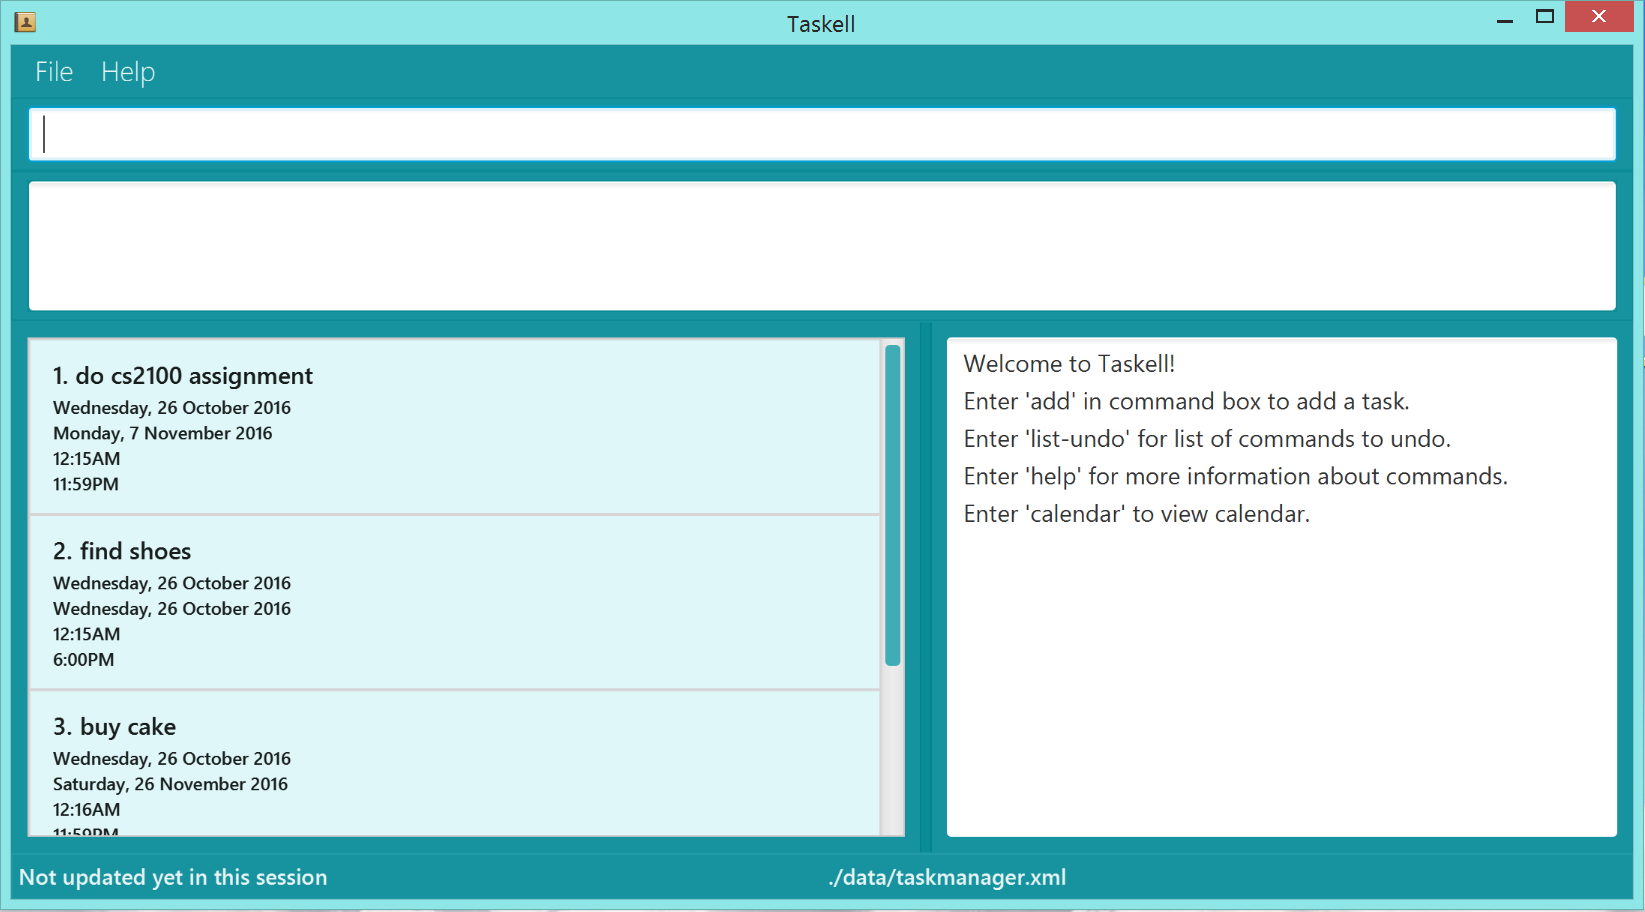 Taskell
File Help
1. do cs2100 assignment
Wednesday, 26 October 2016
Monday, 7 November 2016
12:15AM
11:59PM
2. find shoes
Wednesday, 26 October 2016
Wednesday, 26 October 2016
12:15AM
6:00PM
3. buy cake
Wednesday, 26 October 2016
Saturday, 26 November 2016
12:16AM
11:59PM
Welcome to Taskell!
Enter 'add' in command box to add a task.
Enter 'list-undo' for list of commands to undo.
Enter 'help' for more information about commands.
Enter 'calendar' to view calendar.
Not updated yet in this session
./data/taskmanager.xml